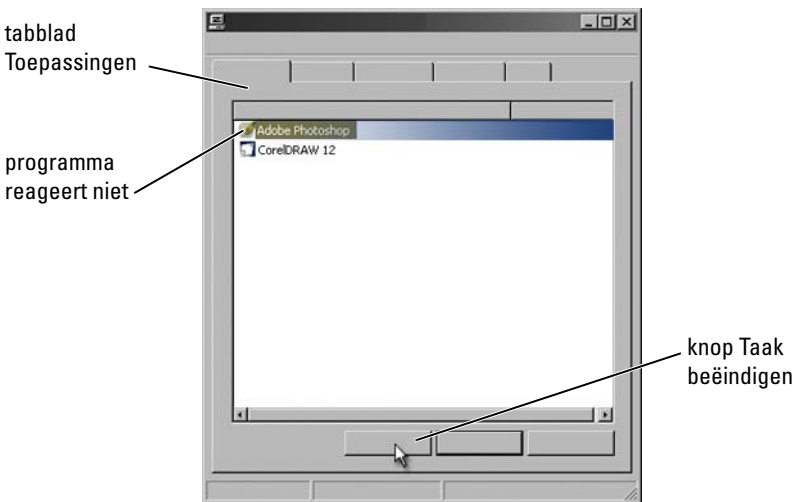 tabblad
Toepassingen
Adobe Photoshop
CorelDRAW 12
programma
reageert niet
knop Taak
beëindigen